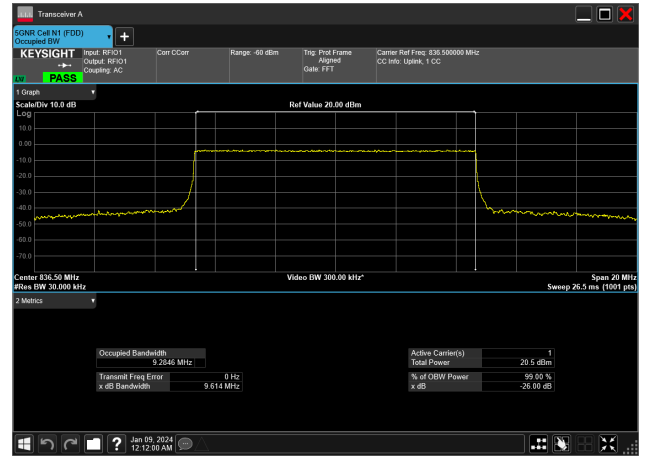 Transceiver A
5GNR Cell N1 (FDD)
Occupied BW
KEYSIGHT Input: RFIO1 Corr CCorr Range: -60 dBm Trig: Prot Frame Carrier Ref Freq: 836.500000 MHz
Output: RFIO1 Aligned CC Info: Uplink, 1 CC
Coupling: AC Gate: FFT
LXI PASS
1 Graph
Scale/Div 10.0 dB Ref Value 20.00 dBm
Log
10.0
0.00
-10.0
-20.0
-30.0
-40.0
-50.0
-60.0
-70.0
Center 836.50 MHz Video BW 300.00 kHz* Span 20 MHz
#Res BW 30.000 kHz Sweep 26.5 ms (1001 pts)
2 Metrics
Occupied Bandwidth Active Carrier(s) 1
9.2846 MHz Total Power 20.5 dBm
Transmit Freq Error 0 Hz % of OBW Power 99.00 %
x dB Bandwidth 9.614 MHz x dB -26.00 dB
Jan 09, 2024
12:12:00 AM